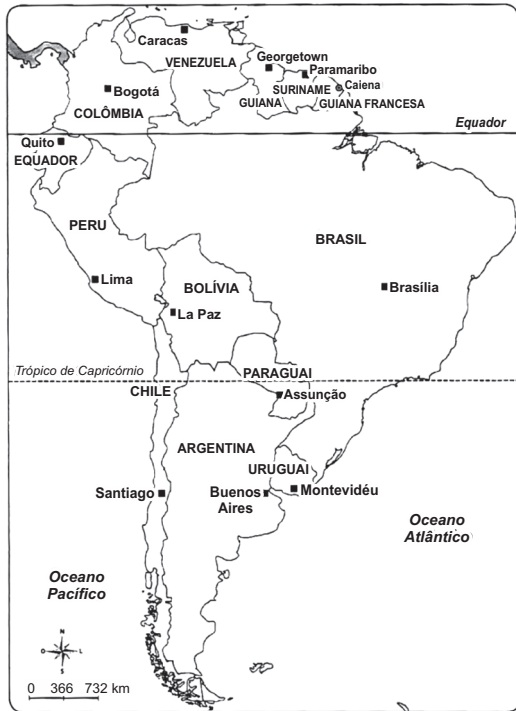 Caracas
VENEZUELA
Georgetown
Paramaribo
Bogotá
SURINAME
Caiena
COLÔMBIA
GUIANA
GUIANA FRANCESA
Equador
Quito
EQUADOR
PERU
BRASIL
Lima
BOLÍVIA
Brasília
La Paz
Trópico de Capricórnio
PARAGUAI
CHILE
Assunção
ARGENTINA
URUGUAI
Santiago
Buenos
Aires
Montevidéu
Oceano
Atlântico
Oceano
Pacífico
N
O
L
S
0 366 732 km